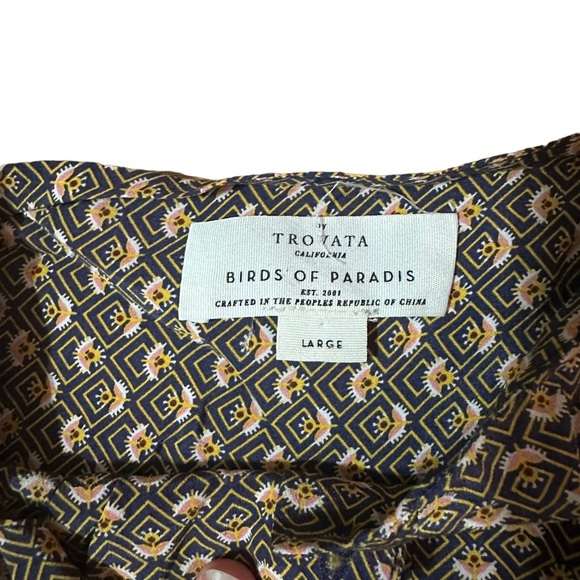 BY
TROVATA
CALIFORNIA
BIRDS OF PARADIS
EST. 2001
CRAFTED IN THE PEOPLES REPUBLIC OF CHINA
LARGE